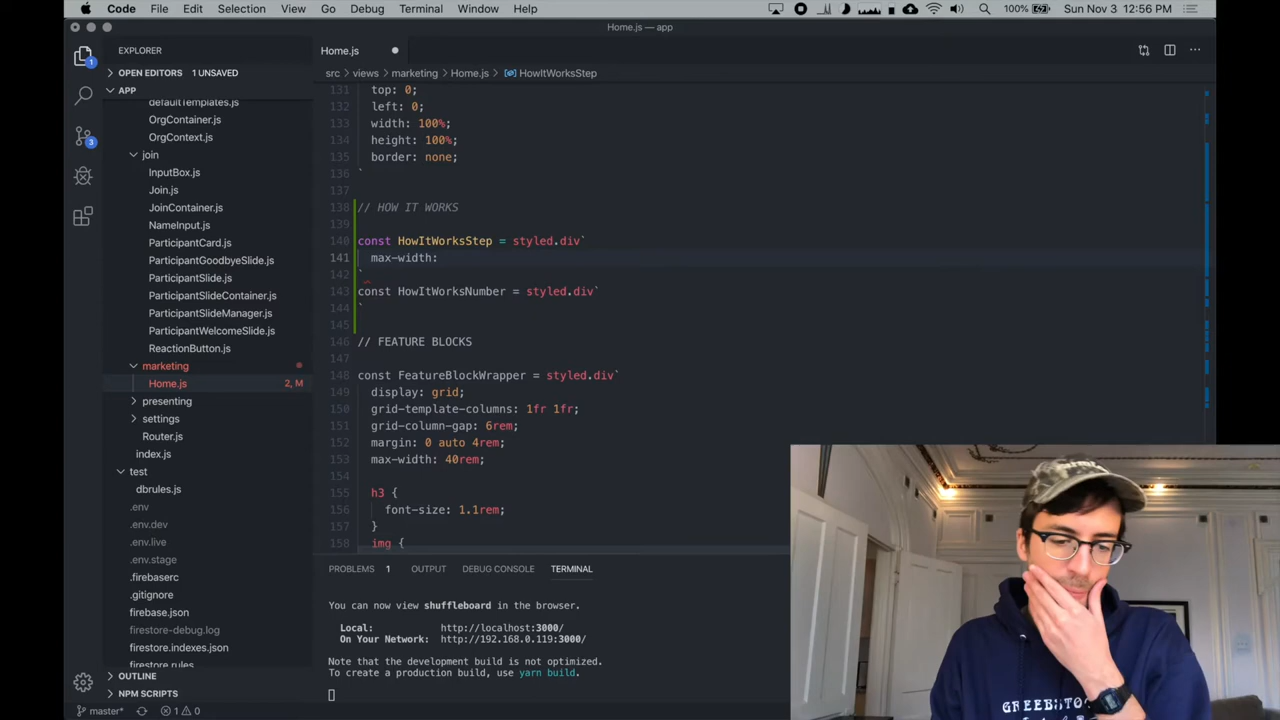 Code File Edit Selection View Go Debug Terminal Window Help 100% Sun Nov 3 12:56 PM
Home.js — app
EXPLORER
Home.js
OPEN EDITORS 1 UNSAVED
src > views > marketing > Home.js > HowItWorksStep
APP
defaultTemplates.js
OrgContainer.js
OrgContext.js
join
InputBox.js
Join.js
JoinContainer.js
NameInput.js
ParticipantCard.js
ParticipantGoodbyeSlide.js
ParticipantSlide.js
ParticipantSlideContainer.js
ParticipantSlideManager.js
ParticipantWelcomeSlide.js
ReactionButton.js
marketing
Home.js 2, M
presenting
settings
Router.js
index.js
test
dbrules.js
.env
.env.dev
.env.live
.env.stage
.firebaserc
.gitignore
firebase.json
firestore-debug.log
firestore.indexes.json
firestore.rules
OUTLINE
NPM SCRIPTS
1
3
131 top: 0;
132 left: 0;
133 width: 100%;
134 height: 100%;
135 border: none;
136 `
137
138 // HOW IT WORKS
139
140 const HowItWorksStep = styled.div`
141 max-width:
142 `
143 const HowItWorksNumber = styled.div`
144 `
145
146 // FEATURE BLOCKS
147
148 const FeatureBlockWrapper = styled.div`
149 display: grid;
150 grid-template-columns: 1fr 1fr;
151 grid-column-gap: 6rem;
152 margin: 0 auto 4rem;
153 max-width: 40rem;
154
155 h3 {
156 font-size: 1.1rem;
157 }
158 img {
PROBLEMS 1 OUTPUT DEBUG CONSOLE TERMINAL
You can now view shuffleboard in the browser.
Local: http://localhost:3000/
On Your Network: http://192.168.0.119:3000/
Note that the development build is not optimized.
To create a production build, use yarn build.
master* 1 0